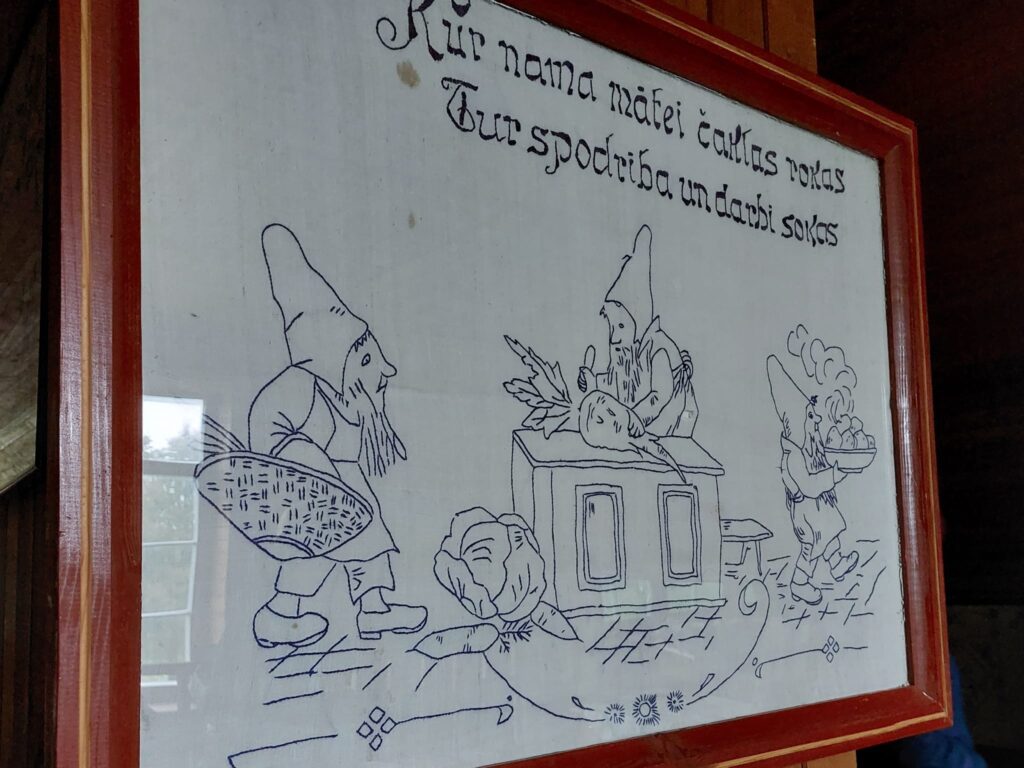 Kur nama mātei čaklas rokas
Tur spodriba un darbi sokas